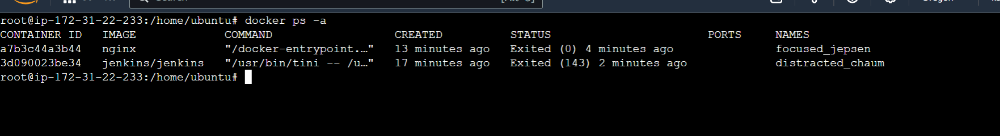 root@ip-172-31-22-233:/home/ubuntu# docker ps -a
CONTAINER ID   IMAGE             COMMAND                  CREATED          STATUS                       PORTS     NAMES
a7b3c44a3b44   nginx             "/docker-entrypoint.…"   13 minutes ago   Exited (0) 4 minutes ago               focused_jepsen
3d090023be34   jenkins/jenkins   "/usr/bin/tini -- /u…"   17 minutes ago   Exited (143) 2 minutes ago             distracted_chaum
root@ip-172-31-22-233:/home/ubuntu#